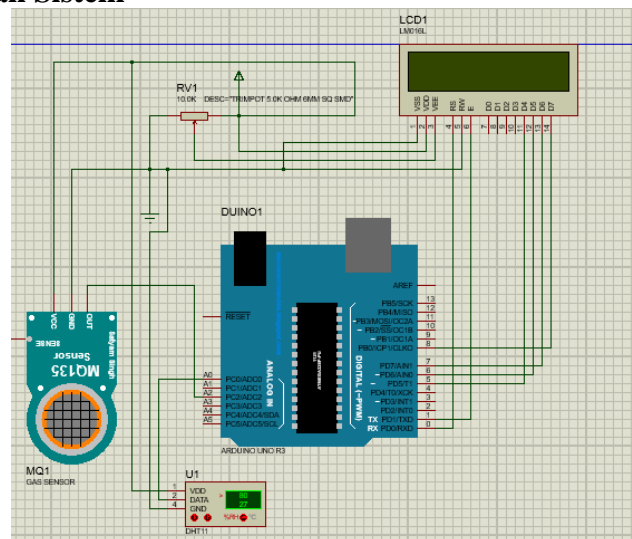 LCD1
LM016L
VSS
VDD
VEE
RS
RW
E
D0
D1
D2
D3
D4
D5
D6
D7
1
2
3
4
5
6
7
8
9
10
11
12
13
14
RV1
10.0K DESC="TRIMPOT 5.0K OHM 6MM SQ SMD"
DUINO1
RESET
AREF
PB5/SCK 13
PB4/MISO 12
~PB3/MOSI/OC2A 11
~PB2/SS/OC1B 10
~PB1/OC1A 9
PB0/ICP1/CLKO 8
PD7/AIN1 7
~PD6/AIN0 6
~PD5/T1 5
PD4/T0/XCK 4
~PD3/INT1 3
PD2/INT0 2
TX PD1/TXD 1
RX PD0/RXD 0
DIGITAL (~PWM)
ANALOG IN
A0 PC0/ADC0
A1 PC1/ADC1
A2 PC2/ADC2
A3 PC3/ADC3
A4 PC4/ADC4/SDA
A5 PC5/ADC5/SCL
ARDUINO UNO R3
VCC
GND
OUT
SENSE
MQ135
Sensor
MQ1
GAS SENSOR
U1
1 VDD
2 DATA
4 GND
>
80
27
%RH
°C
DHT11